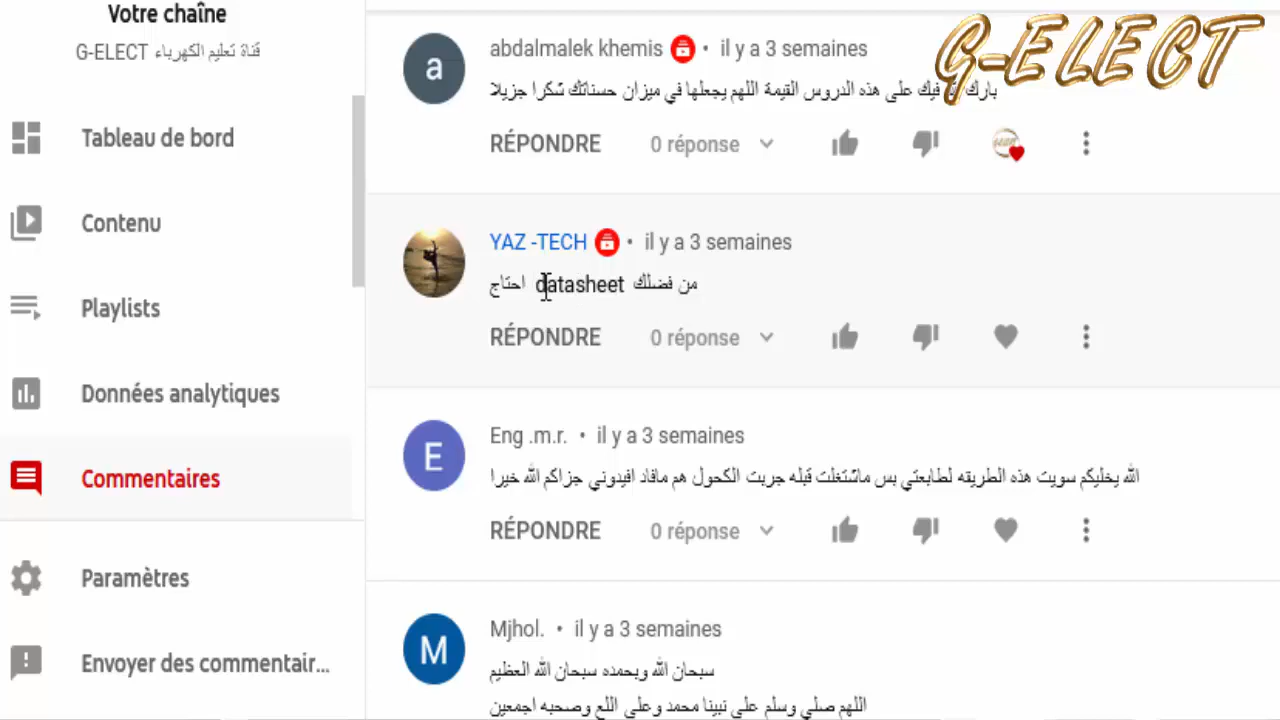 Votre chaîne
قناة تعليم الكهرباء G-ELECT
Tableau de bord
Contenu
Playlists
Données analytiques
Commentaires
Paramètres
Envoyer des commentair...
G-ELECT
abdalmalek khemis • il y a 3 semaines
بارك فيك على هذه الدروس القيمة اللهم يجعلها في ميزان حسناتك شكرا جزيلا
RÉPONDRE 0 réponse
YAZ -TECH • il y a 3 semaines
من فضلك datasheet احتاج
RÉPONDRE 0 réponse
Eng .m.r. • il y a 3 semaines
الله يخليكم سويت هذه الطريقه لطابعتي بس ماشتغلت قبله جربت الكحول هم مافاد افيدوني جزاكم الله خيرا
RÉPONDRE 0 réponse
Mjhol. • il y a 3 semaines
سبحان الله وبحمده سبحان الله العظيم
اللهم صلي وسلم على نبينا محمد وعلى اللع وصحبه اجمعين